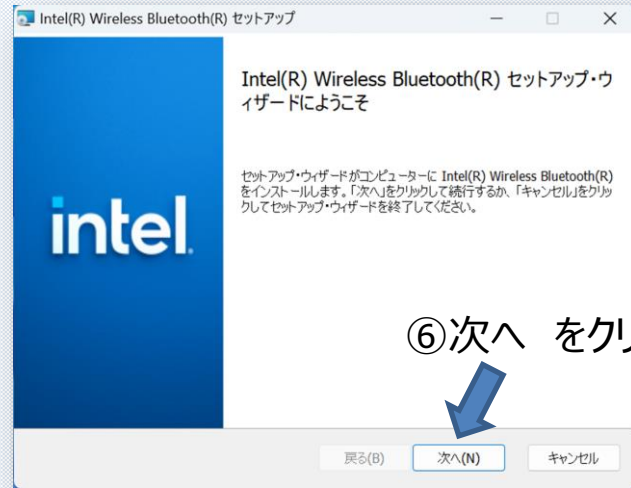 Intel(R) Wireless Bluetooth(R) セットアップ
Intel(R) Wireless Bluetooth(R) セットアップ・ウ
ィザードにようこそ
セットアップ・ウィザードがコンピューターに Intel(R) Wireless Bluetooth(R)
をインストールします。「次へ」をクリックして続行するか、「キャンセル」をクリッ
クしてセットアップ・ウィザードを終了してください。
intel.
⑥次へ をクリ
戻る(B) 次へ(N) キャンセル